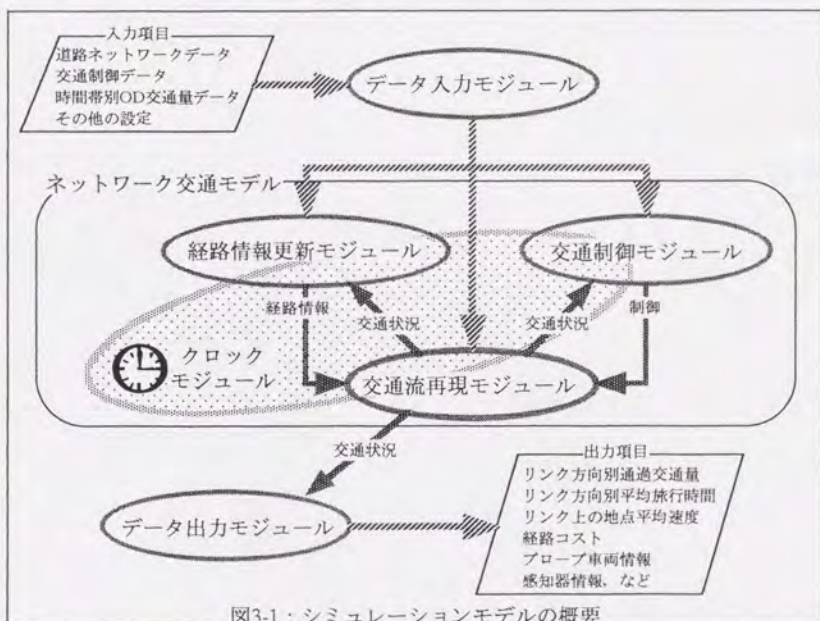 入力項目
道路ネットワークデータ
交通制御データ
時間帯別OD交通量データ
その他の設定
データ入力モジュール
ネットワーク交通モデル
経路情報更新モジュール
交通制御モジュール
経路情報
交通状況
交通状況
制御
クロック
モジュール
交通流再現モジュール
交通状況
データ出力モジュール
出力項目
リンク方向別通過交通量
リンク方向別平均旅行時間
リンク上の地点平均速度
経路コスト
プローブ車両情報
感知器情報、など
図3-1：シミュレーションモデルの概要